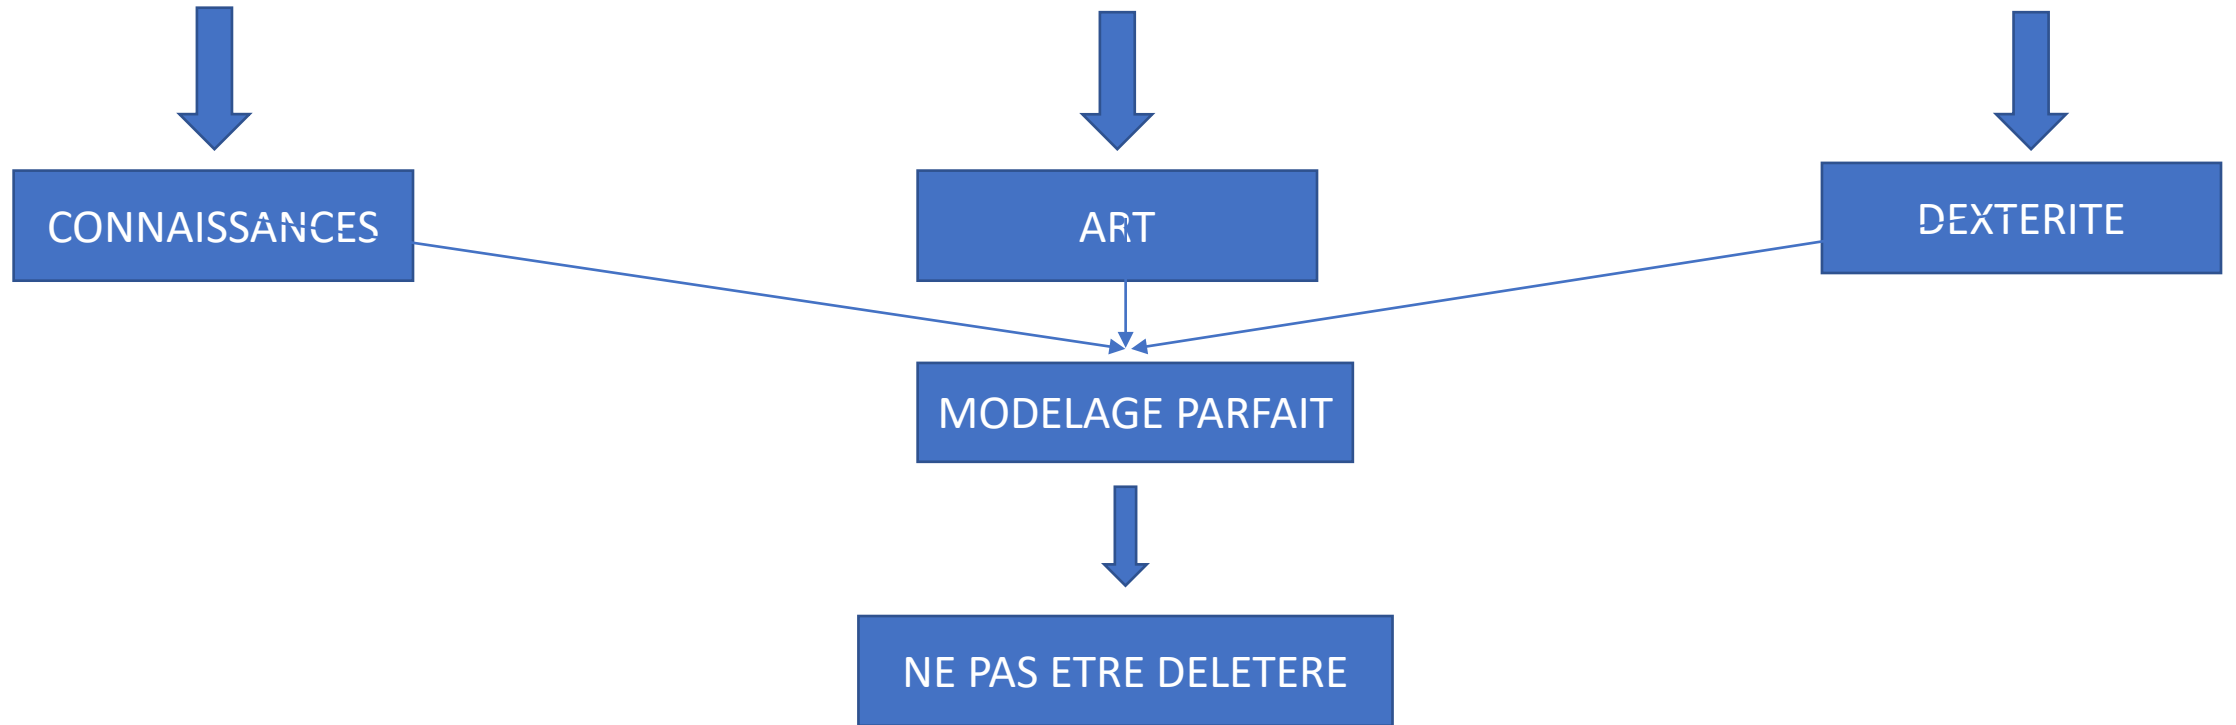 CONNAISSANCES
ART
DEXTERITE
MODELAGE PARFAIT
NE PAS ETRE DELETERE